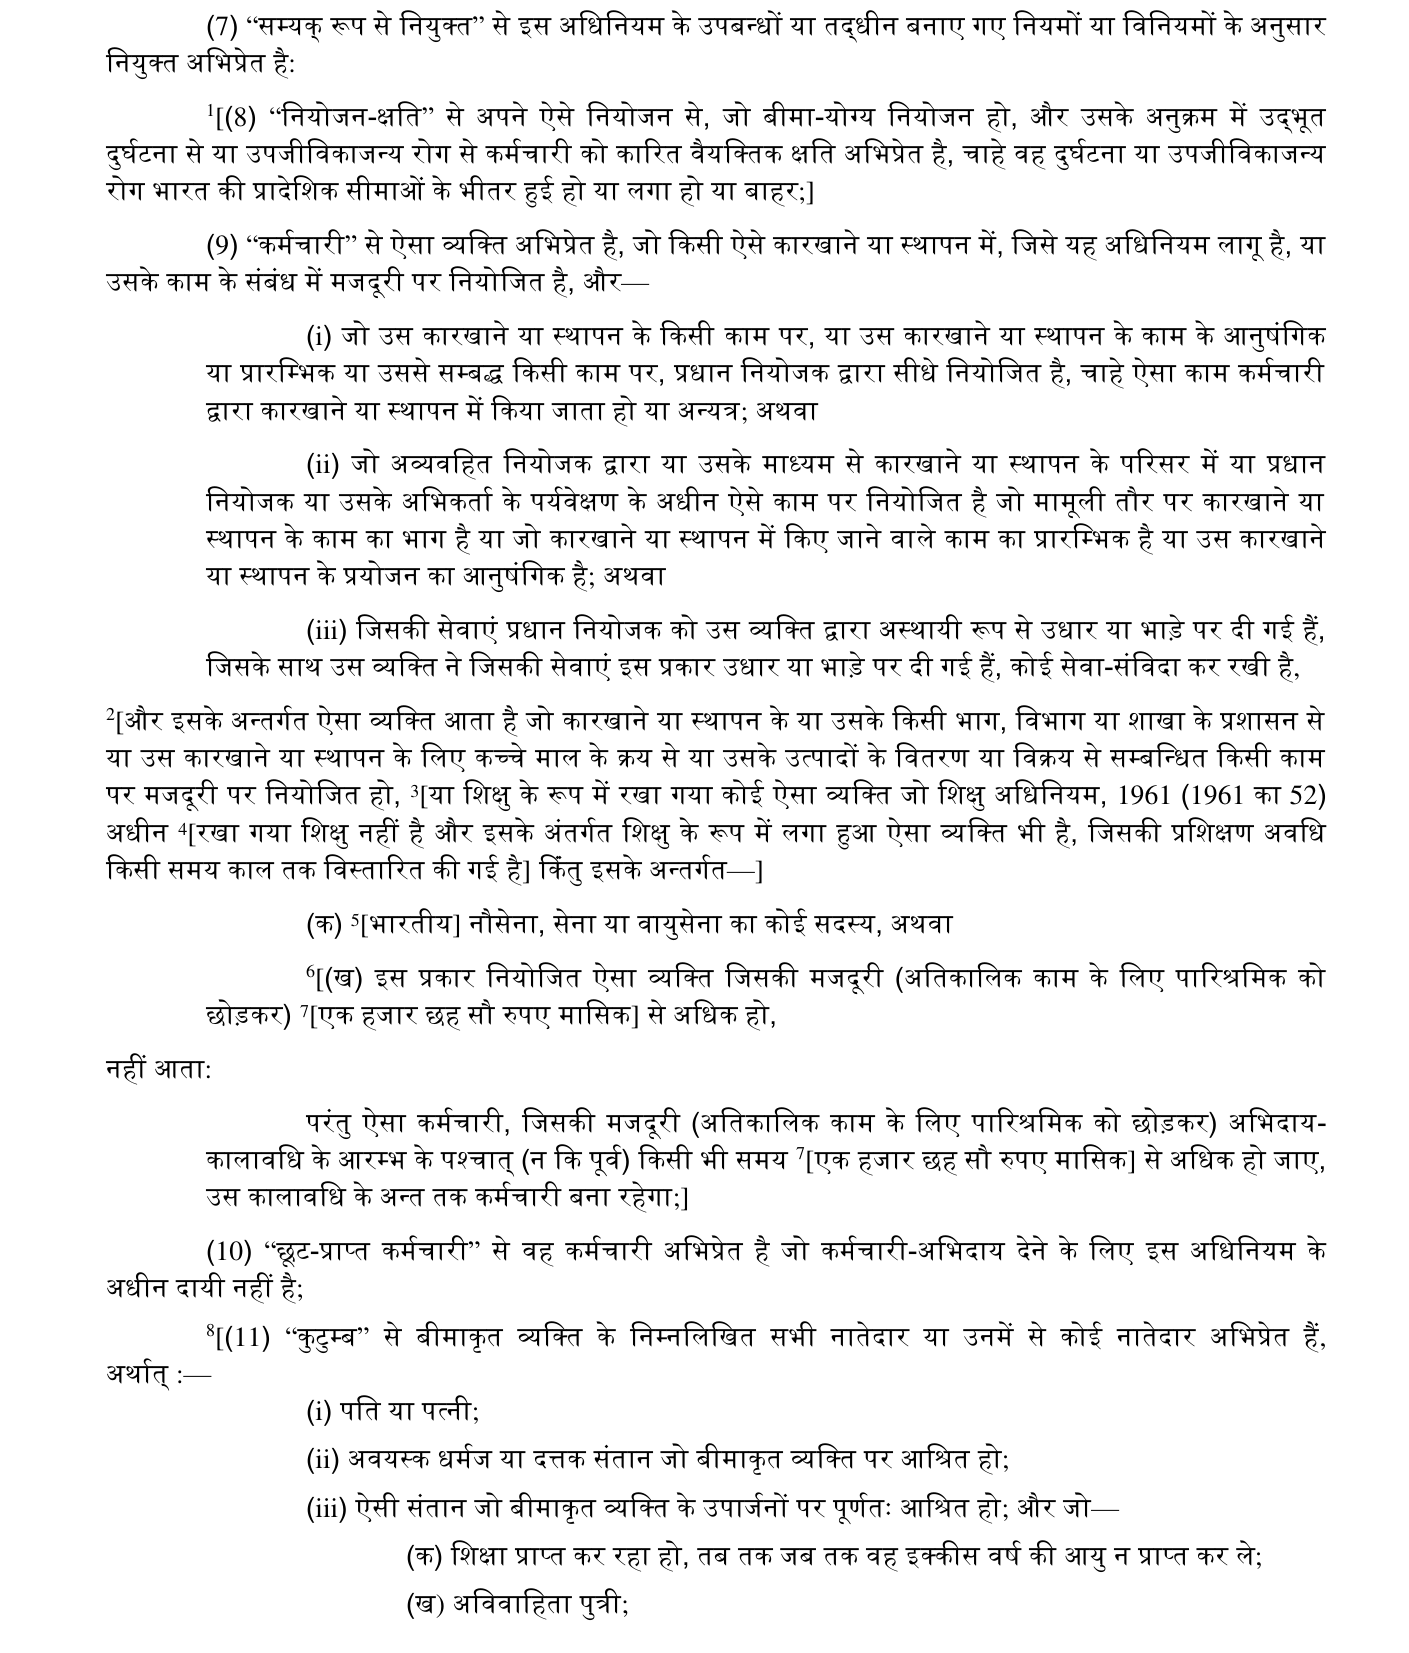 (7) “सम्यक् रूप से नियुक्त” से इस अधिनियम के उपबन्धों या तद्धीन बनाए गए नियमों या विनियमों के अनुसार
नियुक्त अभिप्रेत है:
1[(8) “नियोजन-क्षति” से अपने ऐसे नियोजन से, जो बीमा-योग्य नियोजन हो, और उसके अनुक्रम में उद्भूत
दुर्घटना से या उपजीविकाजन्य रोग से कर्मचारी को कारित वैयक्तिक क्षति अभिप्रेत है, चाहे वह दुर्घटना या उपजीविकाजन्य
रोग भारत की प्रादेशिक सीमाओं के भीतर हुई हो या लगा हो या बाहर;]
(9) “कर्मचारी” से ऐसा व्यक्ति अभिप्रेत है, जो किसी ऐसे कारखाने या स्थापन में, जिसे यह अधिनियम लागू है, या
उसके काम के संबंध में मजदूरी पर नियोजित है, और—
(i) जो उस कारखाने या स्थापन के किसी काम पर, या उस कारखाने या स्थापन के काम के आनुषंगिक
या प्रारम्भिक या उससे सम्बद्ध किसी काम पर, प्रधान नियोजक द्वारा सीधे नियोजित है, चाहे ऐसा काम कर्मचारी
द्वारा कारखाने या स्थापन में किया जाता हो या अन्यत्र; अथवा
(ii) जो अव्यवहित नियोजक द्वारा या उसके माध्यम से कारखाने या स्थापन के परिसर में या प्रधान
नियोजक या उसके अभिकर्ता के पर्यवेक्षण के अधीन ऐसे काम पर नियोजित है जो मामूली तौर पर कारखाने या
स्थापन के काम का भाग है या जो कारखाने या स्थापन में किए जाने वाले काम का प्रारम्भिक है या उस कारखाने
या स्थापन के प्रयोजन का आनुषंगिक है; अथवा
(iii) जिसकी सेवाएं प्रधान नियोजक को उस व्यक्ति द्वारा अस्थायी रूप से उधार या भाड़े पर दी गई हैं,
जिसके साथ उस व्यक्ति ने जिसकी सेवाएं इस प्रकार उधार या भाड़े पर दी गई हैं, कोई सेवा-संविदा कर रखी है,
2[और इसके अन्तर्गत ऐसा व्यक्ति आता है जो कारखाने या स्थापन के या उसके किसी भाग, विभाग या शाखा के प्रशासन से
या उस कारखाने या स्थापन के लिए कच्चे माल के क्रय से या उसके उत्पादों के वितरण या विक्रय से सम्बन्धित किसी काम
पर मजदूरी पर नियोजित हो, 3[या शिक्षु के रूप में रखा गया कोई ऐसा व्यक्ति जो शिक्षु अधिनियम, 1961 (1961 का 52)
अधीन 4[रखा गया शिक्षु नहीं है और इसके अंतर्गत शिक्षु के रूप में लगा हुआ ऐसा व्यक्ति भी है, जिसकी प्रशिक्षण अवधि
किसी समय काल तक विस्तारित की गई है] किंतु इसके अन्तर्गत—]
(क) 5[भारतीय] नौसेना, सेना या वायुसेना का कोई सदस्य, अथवा
6[(ख) इस प्रकार नियोजित ऐसा व्यक्ति जिसकी मजदूरी (अतिकालिक काम के लिए पारिश्रमिक को
छोड़कर) 7[एक हजार छह सौ रुपए मासिक] से अधिक हो,
नहीं आता:
परंतु ऐसा कर्मचारी, जिसकी मजदूरी (अतिकालिक काम के लिए पारिश्रमिक को छोड़कर) अभिदाय-
कालावधि के आरम्भ के पश्चात् (न कि पूर्व) किसी भी समय 7[एक हजार छह सौ रुपए मासिक] से अधिक हो जाए,
उस कालावधि के अन्त तक कर्मचारी बना रहेगा;]
(10) “छूट-प्राप्त कर्मचारी” से वह कर्मचारी अभिप्रेत है जो कर्मचारी-अभिदाय देने के लिए इस अधिनियम के
अधीन दायी नहीं है;
8[(11) “कुटुम्ब” से बीमाकृत व्यक्ति के निम्नलिखित सभी नातेदार या उनमें से कोई नातेदार अभिप्रेत हैं,
अर्थात् :—
(i) पति या पत्नी;
(ii) अवयस्क धर्मज या दत्तक संतान जो बीमाकृत व्यक्ति पर आश्रित हो;
(iii) ऐसी संतान जो बीमाकृत व्यक्ति के उपार्जनों पर पूर्णतः आश्रित हो; और जो—
(क) शिक्षा प्राप्त कर रहा हो, तब तक जब तक वह इक्कीस वर्ष की आयु न प्राप्त कर ले;
(ख) अविवाहिता पुत्री;